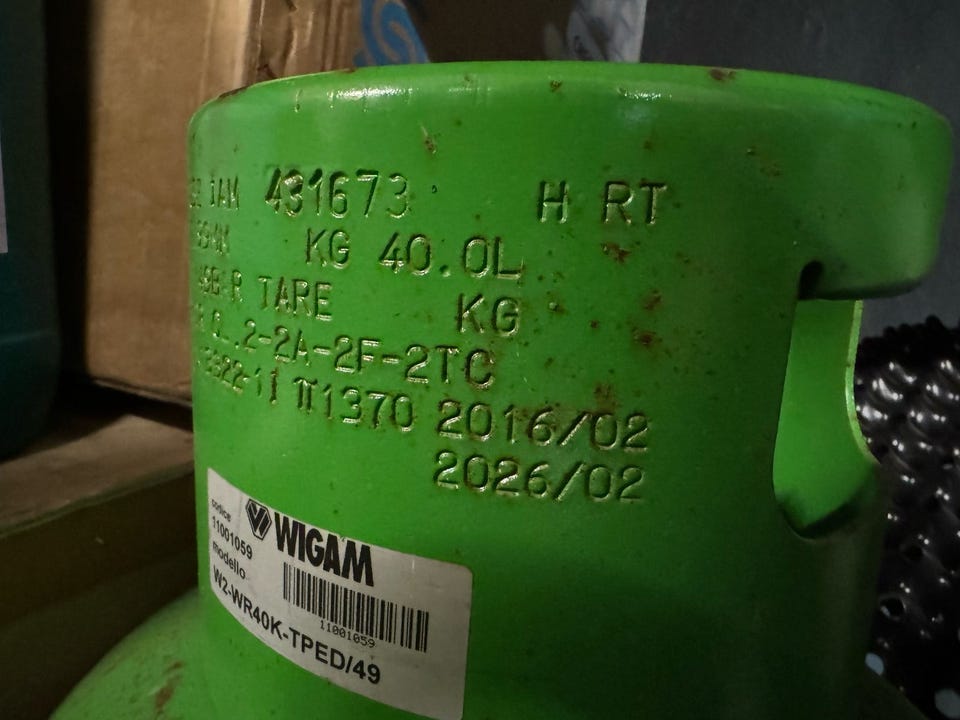 431673 H RT
KG 40.0L
R TARE KG
2-2A-2F-2TC
π1370 2016/02
2026/02
WIGAM
codice
11001059
modello
W2-WR40K-TPED/49
11001059